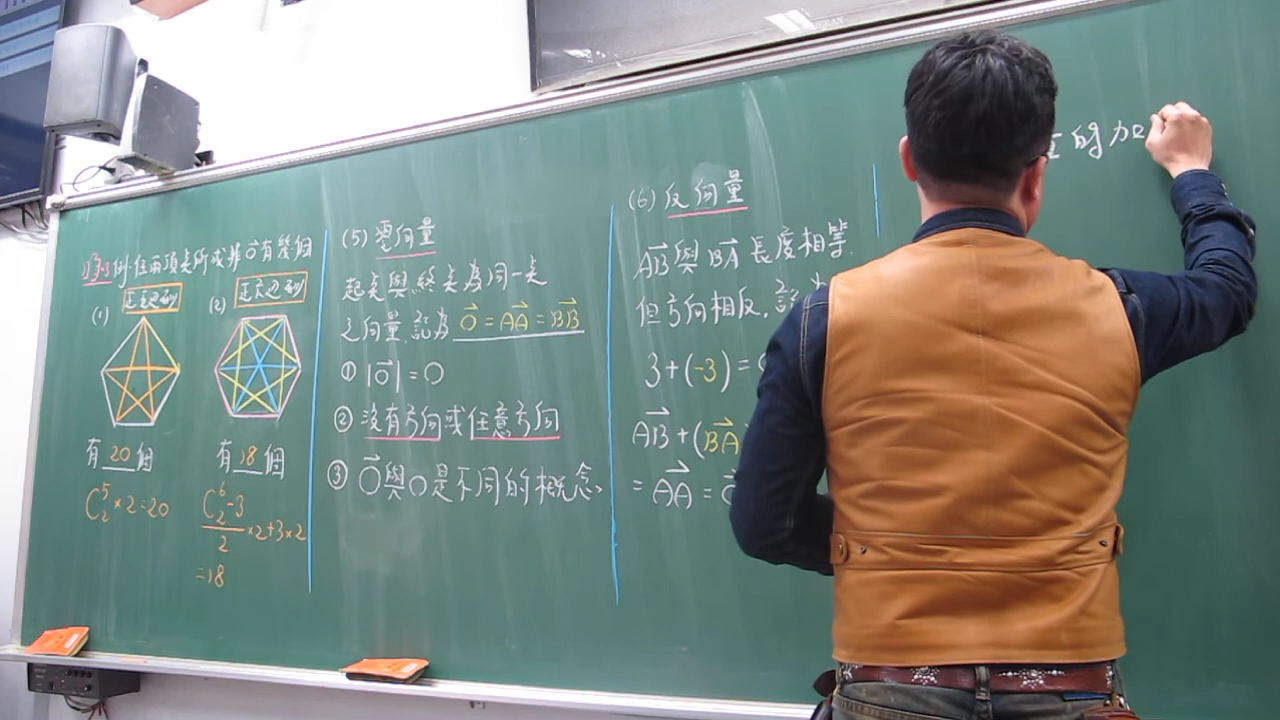 例 任兩頂點所成非0有幾個
(1) 正五邊形
(2) 正六邊形
有 20 個
有 18 個
C⁵₂×2=20
(C⁶₂-3)/2 ×2+3×2
=18
(5) 零向量
起點與終點為同一點
之向量,記為 0⃗ = AA⃗ = BB⃗
① |0⃗| = 0
② 沒有方向或任意方向
③ 0⃗與0是不同的概念
(6) 反向量
AB⃗與BA⃗長度相等
但方向相反,記為
3+(-3)=
AB⃗+(BA⃗
= AA⃗ =
量的加